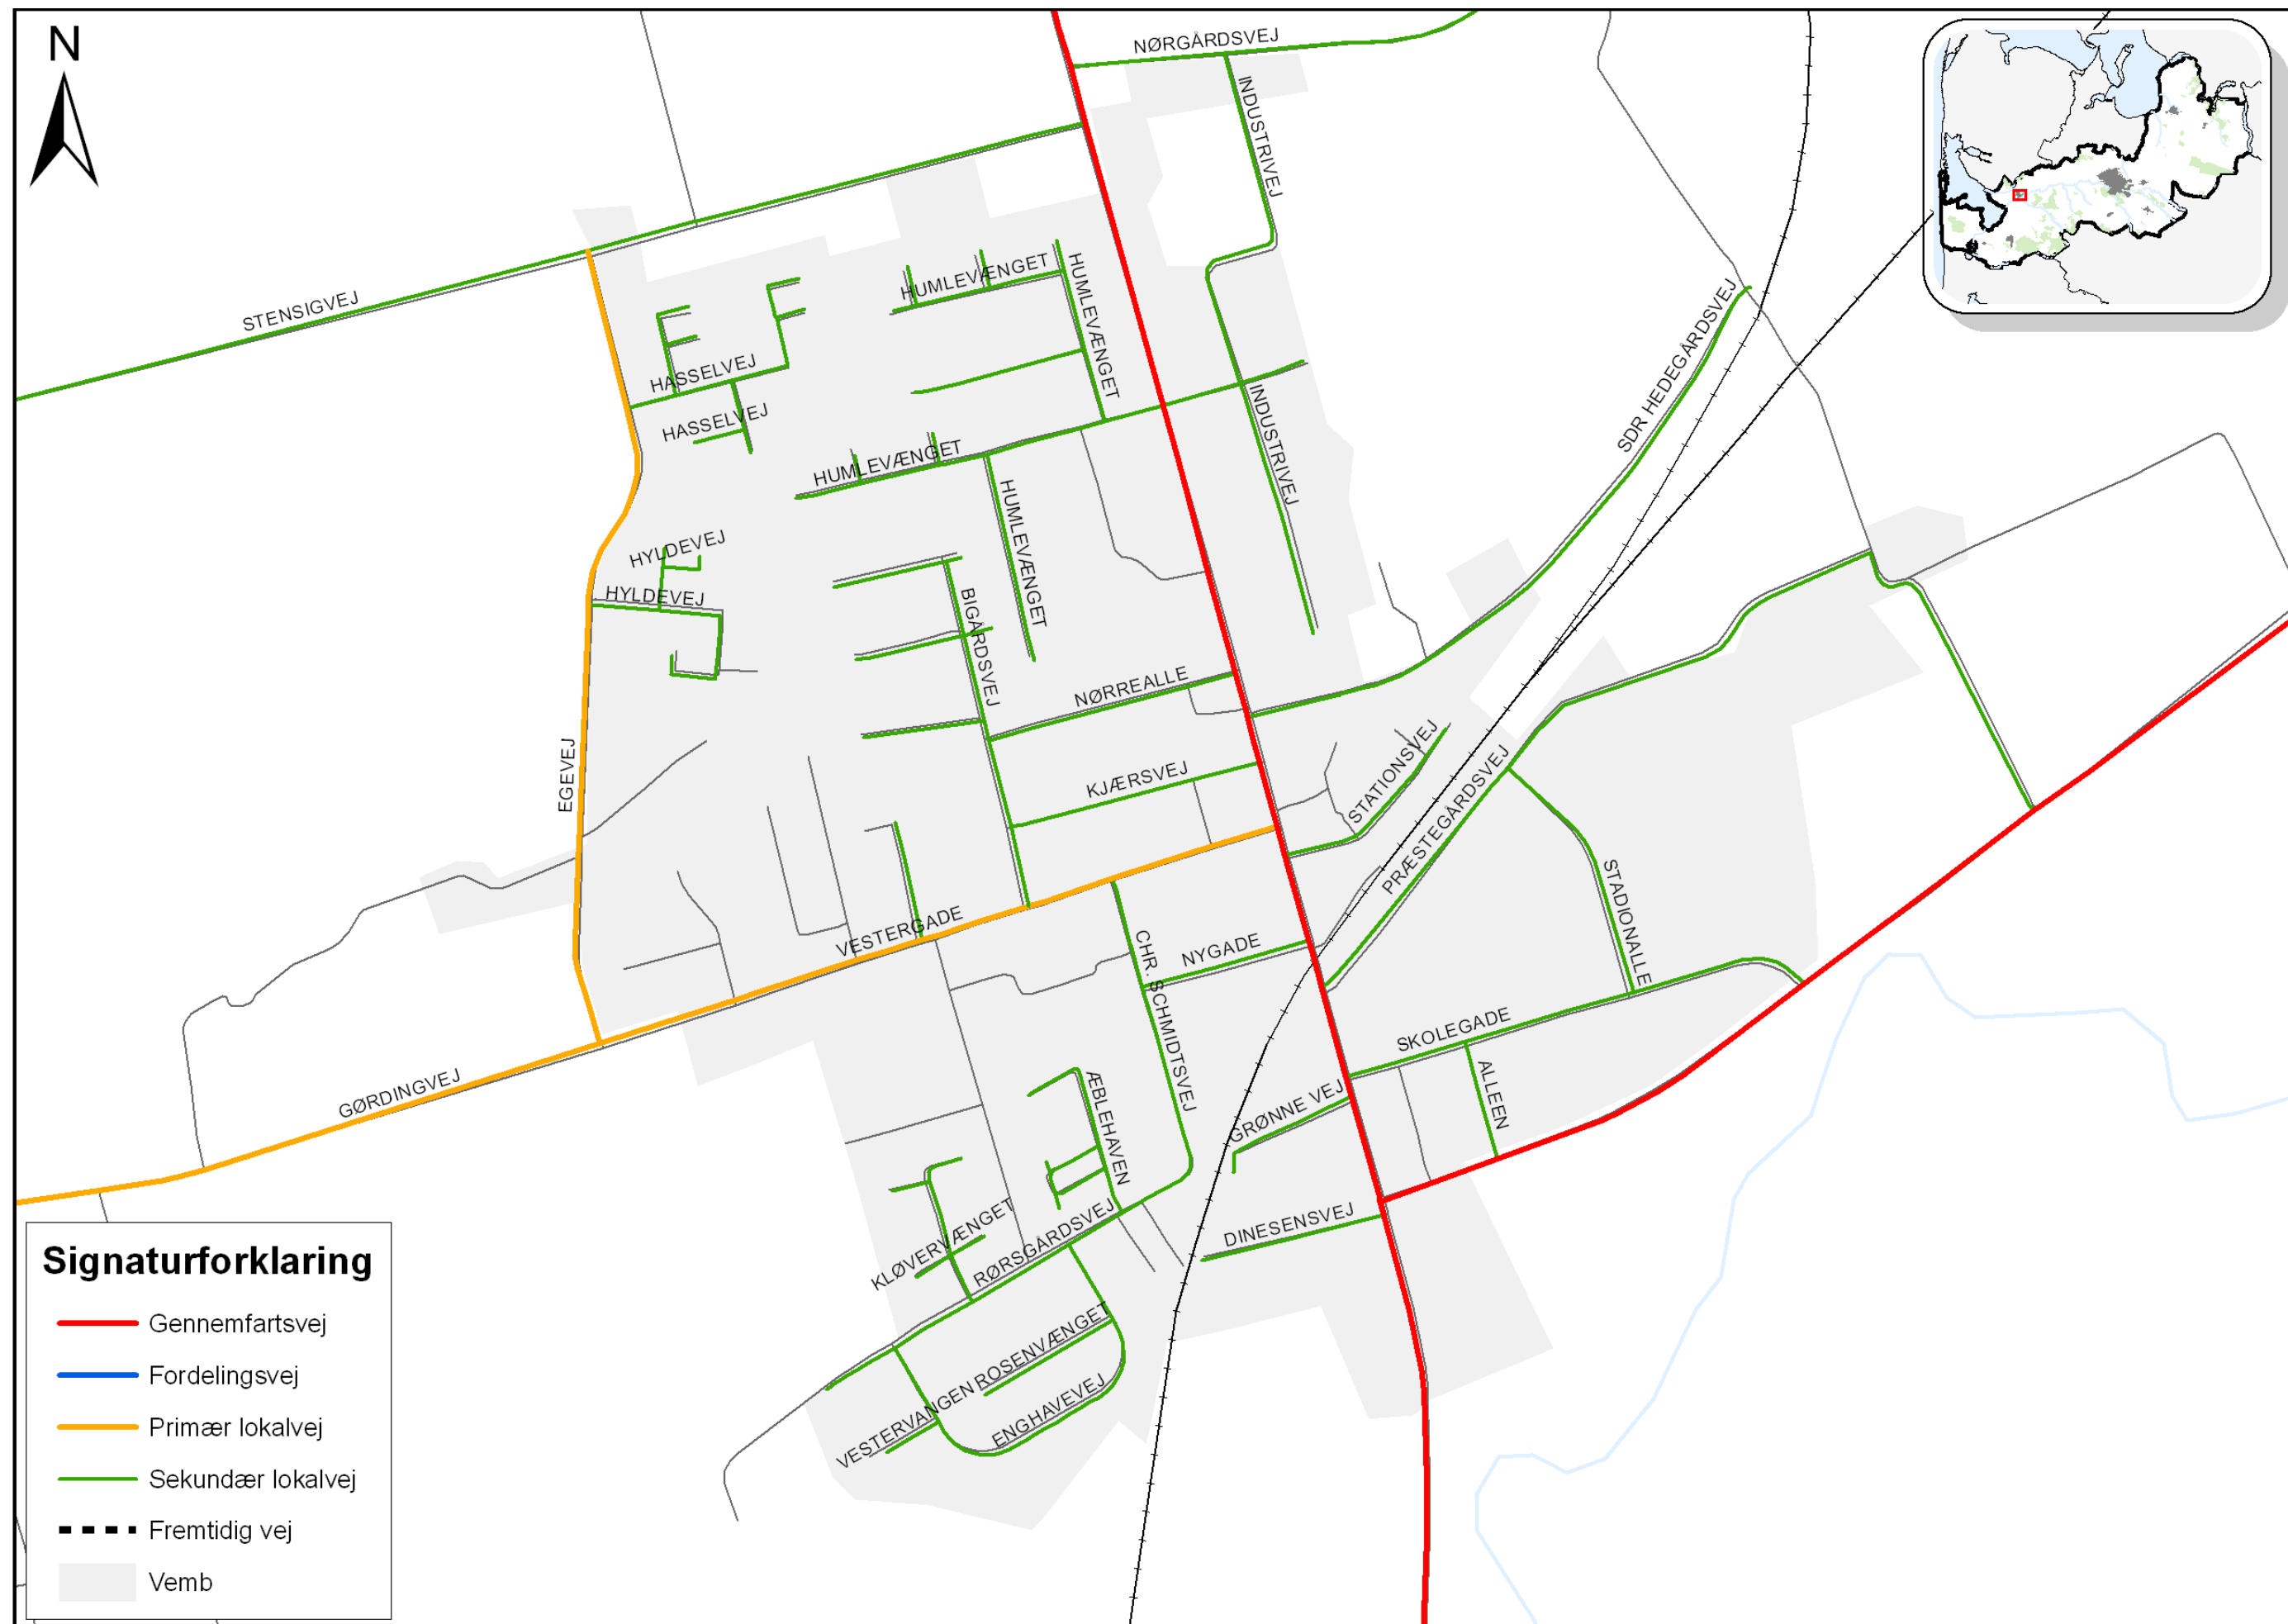 N
NØRGÅRDSVEJ
INDUSTRIVEJ
STENSIGVEJ
HUMLEVÆNGET
HUMLEVÆNGET
SDR HEDEGÅRDSVEJ
HASSELVEJ
HASSELVEJ
INDUSTRIVEJ
HUMLEVÆNGET
HUMLEVÆNGET
HYLDEVEJ
HYLDEVEJ
BIGÅRDSVEJ
NØRREALLE
EGEVEJ
KJÆRSVEJ
STATIONSVEJ
PRÆSTEGÅRDSVEJ
STADIONALLE
VESTERGADE
CHR. SCHMIDTSVEJ
NYGADE
SKOLEGADE
GØRDINGVEJ
ÆBLEHAVEN
GRØNNE VEJ
ALLEEN
KLØVERVÆNGET
RØRSGÅRDSVEJ
DINESENSVEJ
ROSENVÆNGET
VESTERVANGEN
ENGHAVEVEJ
Signaturforklaring
Gennemfartsvej
Fordelingsvej
Primær lokalvej
Sekundær lokalvej
Fremtidig vej
Vemb